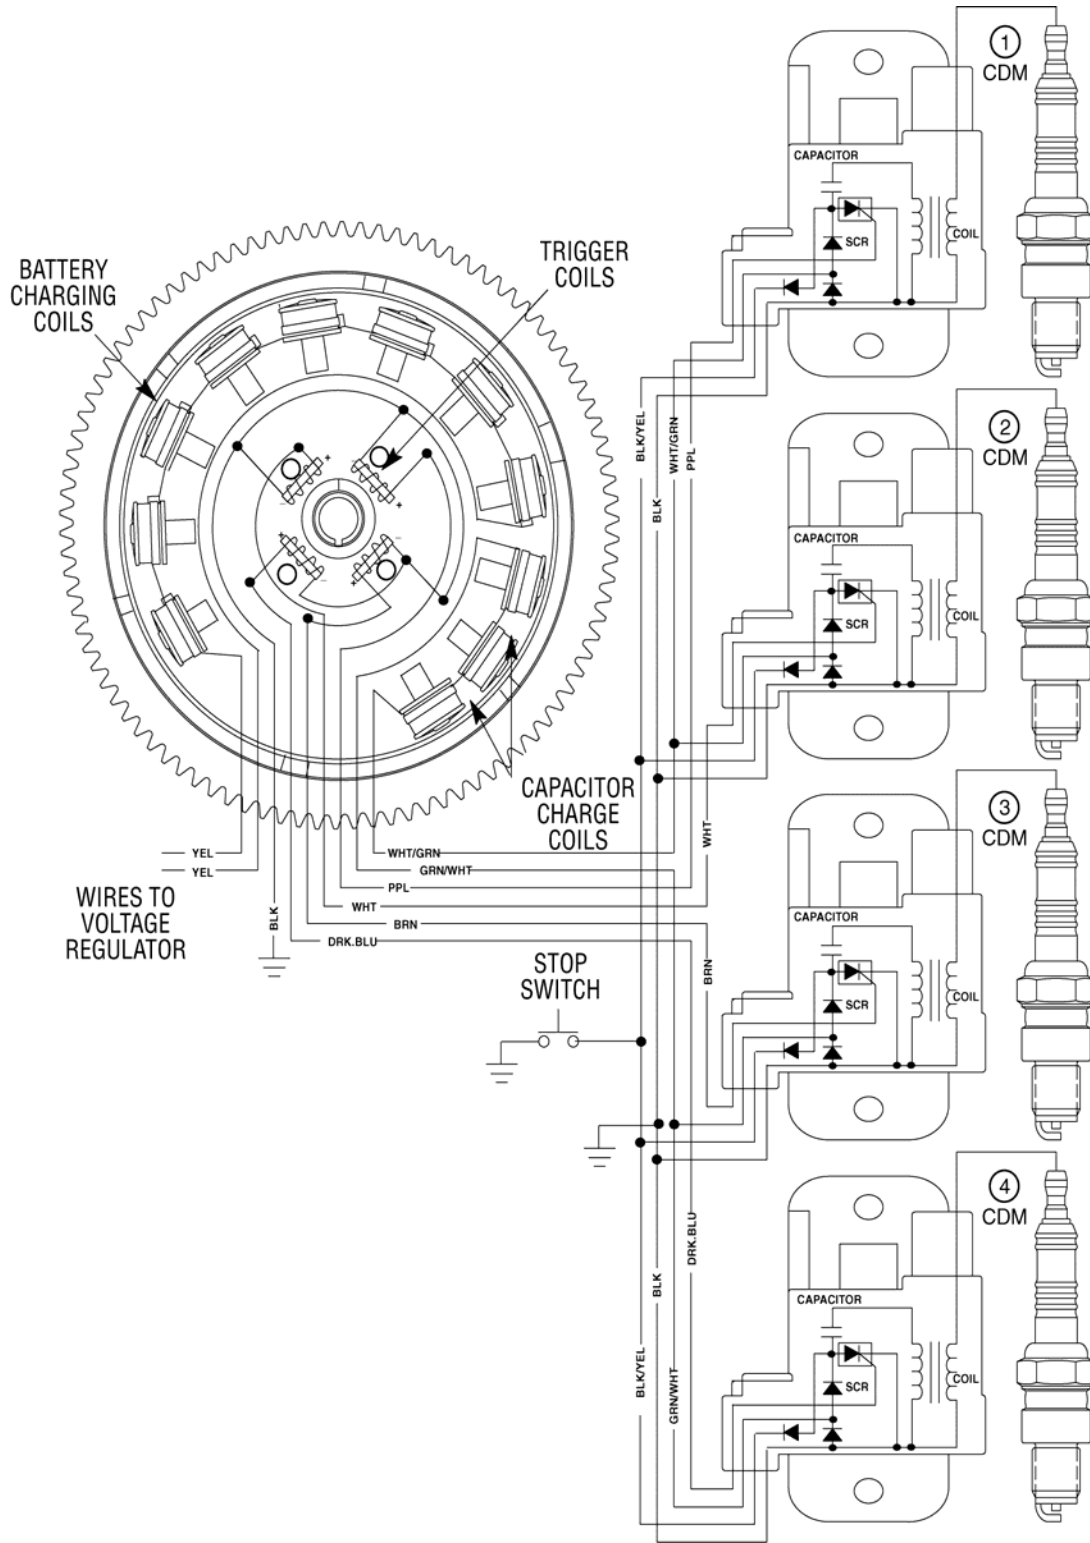 1
CDM
CAPACITOR
SCR
COIL
BATTERY
CHARGING
COILS
TRIGGER
COILS
+
-
+
+
-
-
+
BLK/YEL
WHT/GRN
PPL
BLK
2
CDM
CAPACITOR
SCR
COIL
CAPACITOR
CHARGE
COILS
3
CDM
WHT
YEL
YEL
WHT/GRN
GRN/WHT
PPL
WHT
BRN
DRK.BLU
BLK
WIRES TO
VOLTAGE
REGULATOR
CAPACITOR
SCR
COIL
BRN
STOP
SWITCH
4
CDM
DRK.BLU
BLK
CAPACITOR
SCR
COIL
BLK/YEL
GRN/WHT